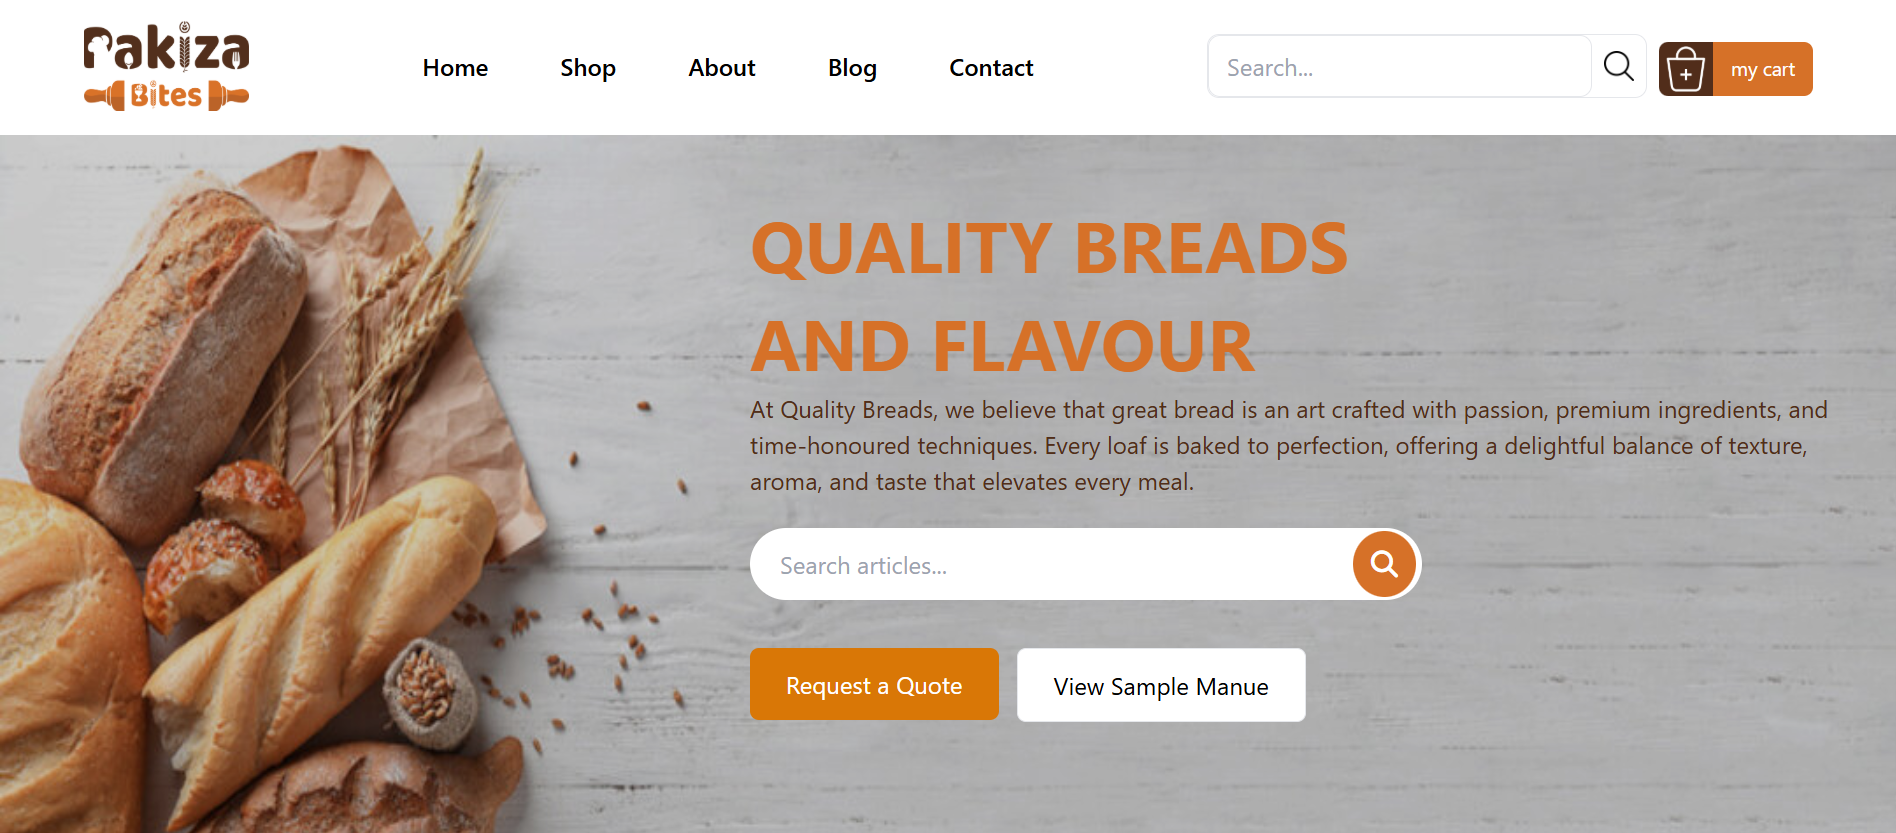 Pakiza
Bites
Home
Shop
About
Blog
Contact
Search...
my cart
QUALITY BREADS
AND FLAVOUR
At Quality Breads, we believe that great bread is an art crafted with passion, premium ingredients, and
time-honoured techniques. Every loaf is baked to perfection, offering a delightful balance of texture,
aroma, and taste that elevates every meal.
Search articles...
Request a Quote
View Sample Manue